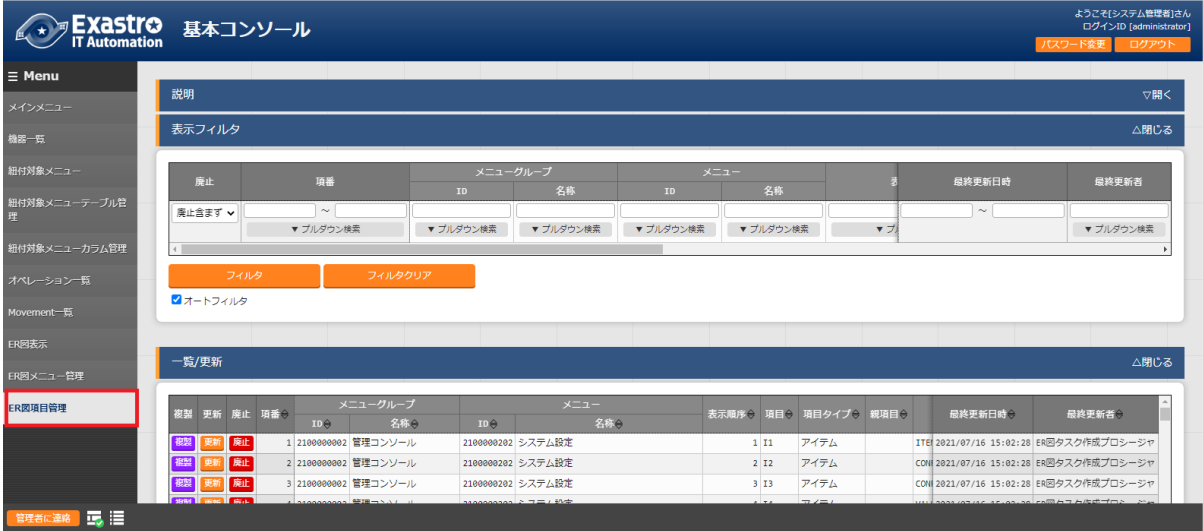 Exastro
IT Automation
基本コンソール
ようこそ[システム管理者]さん
ログインID [administrator]
パスワード変更 ログアウト
Menu
メインメニュー
機器一覧
紐付対象メニュー
紐付対象メニューテーブル管理
紐付対象メニューカラム管理
オペレーション一覧
Movement一覧
ER図表示
ER図メニュー管理
ER図項目管理
説明 ▽開く
表示フィルタ △閉じる
廃止 項番 メニューグループ メニュー 最終更新日時 最終更新者
ID 名称 ID 名称
廃止含まず ～ ～
▼ プルダウン検索 ▼ プルダウン検索 ▼ プルダウン検索 ▼ プルダウン検索 ▼ プルダウン検索 ▼ プル ▼ プルダウン検索
フィルタ フィルタクリア
オートフィルタ
一覧/更新 △閉じる
複製 更新 廃止 項番 メニューグループ メニュー 表示順序 項目 項目タイプ 親項目 最終更新日時 最終更新者
ID 名称 ID 名称
複製 更新 廃止 1 2100000002 管理コンソール 2100000202 システム設定 1 I1 アイテム ITEM 2021/07/16 15:02:28 ER図タスク作成プロシージャ
複製 更新 廃止 2 2100000002 管理コンソール 2100000202 システム設定 2 I2 アイテム CON 2021/07/16 15:02:28 ER図タスク作成プロシージャ
複製 更新 廃止 3 2100000002 管理コンソール 2100000202 システム設定 3 I3 アイテム CON 2021/07/16 15:02:28 ER図タスク作成プロシージャ
管理者に連絡